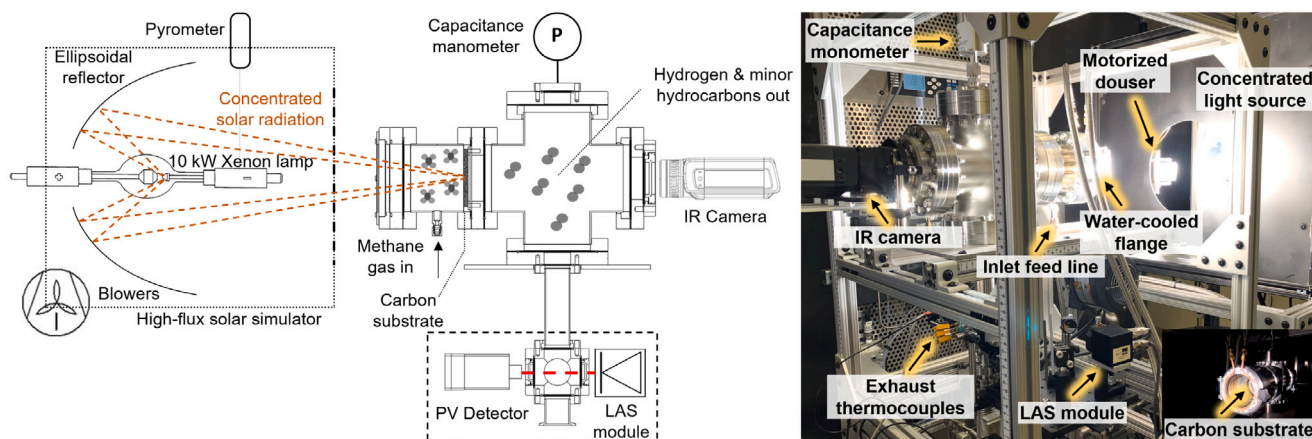 Pyrometer
Ellipsoidal
reflector
Concentrated
solar radiation
10 kW Xenon lamp
+
-
Blowers
High-flux solar simulator
Capacitance
manometer
P
Hydrogen & minor
hydrocarbons out
IR Camera
Methane
gas in
Carbon
substrate
PV Detector
LAS
module
Capacitance
monometer
Motorized
douser
Concentrated
light source
IR camera
Water-cooled
flange
Inlet feed line
Exhaust
thermocouples
LAS module
Carbon substrate